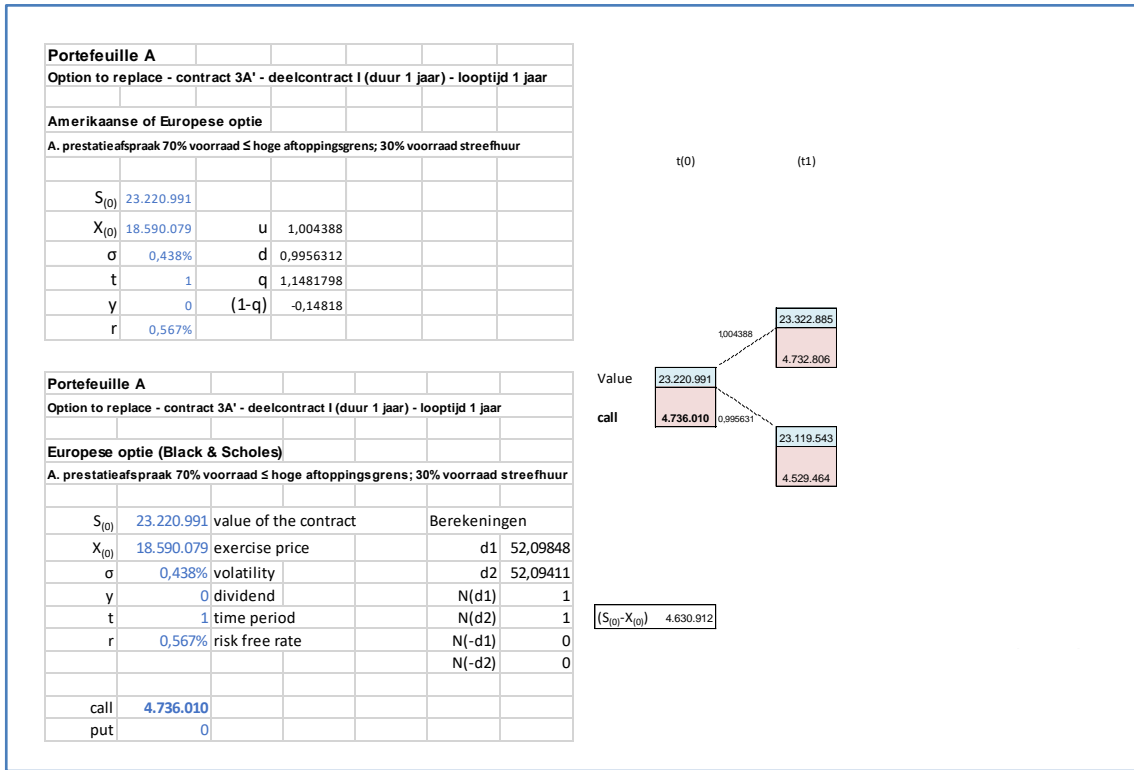 Portefeuille A
Option to replace - contract 3A' - deelcontract I (duur 1 jaar) - looptijd 1 jaar
Amerikaanse of Europese optie
A. prestatieafspraak 70% voorraad ≤ hoge aftoppingsgrens; 30% voorraad streefhuur
S(0) 23.220.991
X(0) 18.590.079 u 1,004388
σ 0,438% d 0,9956312
t 1 q 1,1481798
y 0 (1-q) -0,14818
r 0,567%
t(0) (t1)
23.322.885
1,004388
4.732.806
Value 23.220.991
call 4.736.010 0,995631
23.119.543
4.529.464
Portefeuille A
Option to replace - contract 3A' - deelcontract I (duur 1 jaar) - looptijd 1 jaar
Europese optie (Black & Scholes)
A. prestatieafspraak 70% voorraad ≤ hoge aftoppingsgrens; 30% voorraad streefhuur
S(0) 23.220.991 value of the contract Berekeningen
X(0) 18.590.079 exercise price d1 52,09848
σ 0,438% volatility d2 52,09411
y 0 dividend N(d1) 1
t 1 time period N(d2) 1
r 0,567% risk free rate N(-d1) 0
N(-d2) 0
call 4.736.010
put 0
(S(0)-X(0)) 4.630.912